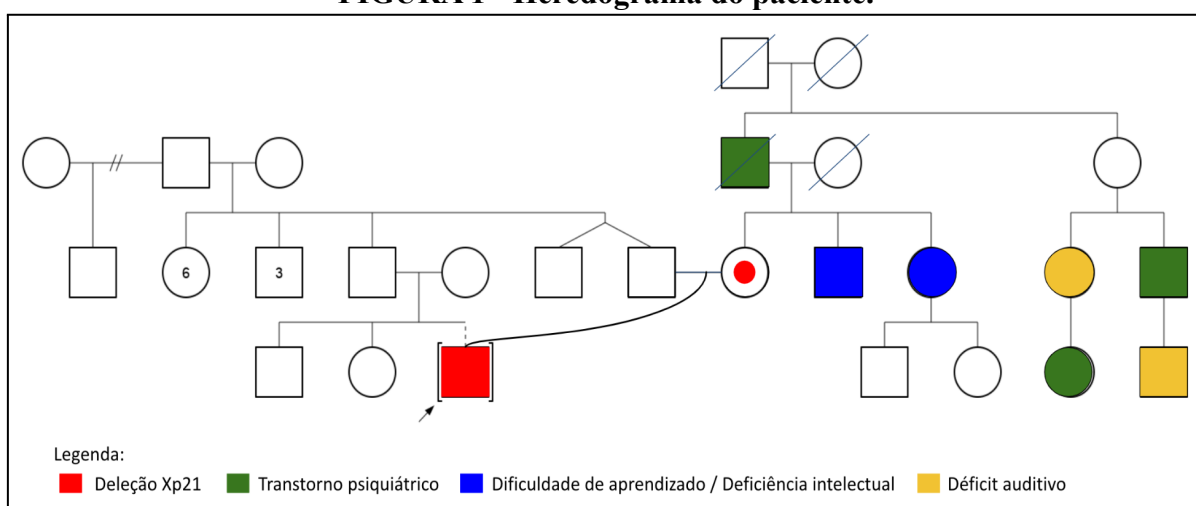 FIGURA 1 - Heredograma do paciente.
6
3
Legenda:
Deleção Xp21
Transtorno psiquiátrico
Dificuldade de aprendizado / Deficiência intelectual
Déficit auditivo